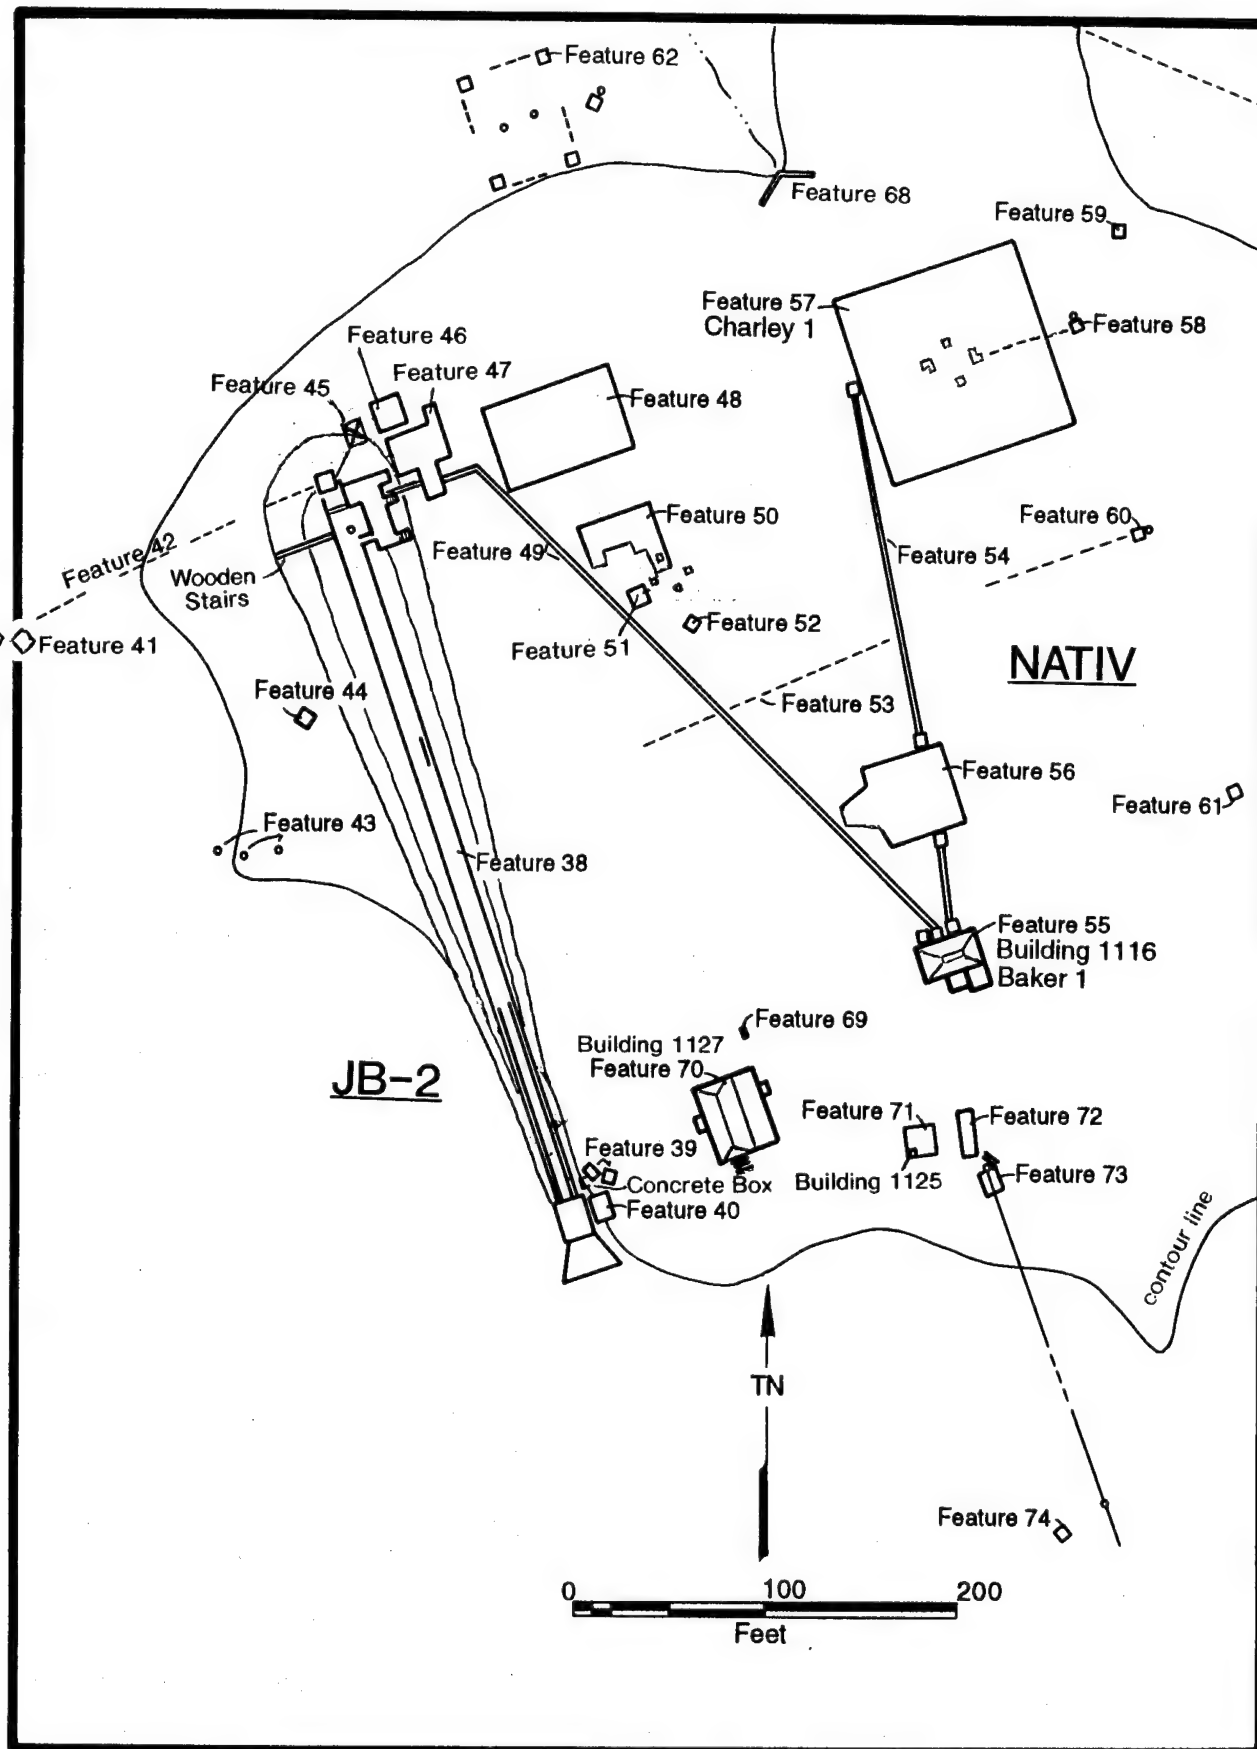 Feature 62
Feature 68
Feature 59
Feature 57
Charley 1
Feature 58
Feature 46
Feature 45
Feature 47
Feature 48
Feature 50
Feature 60
Feature 42
Feature 49
Feature 54
Wooden
Stairs
Feature 52
Feature 41
Feature 51
NATIV
Feature 44
Feature 53
Feature 56
Feature 61
Feature 43
Feature 38
Feature 55
Building 1116
Baker 1
Feature 69
Building 1127
Feature 70
JB-2
Feature 71
Feature 72
Feature 39
Concrete Box
Building 1125
Feature 73
Feature 40
contour line
TN
Feature 74
0 100 200
Feet